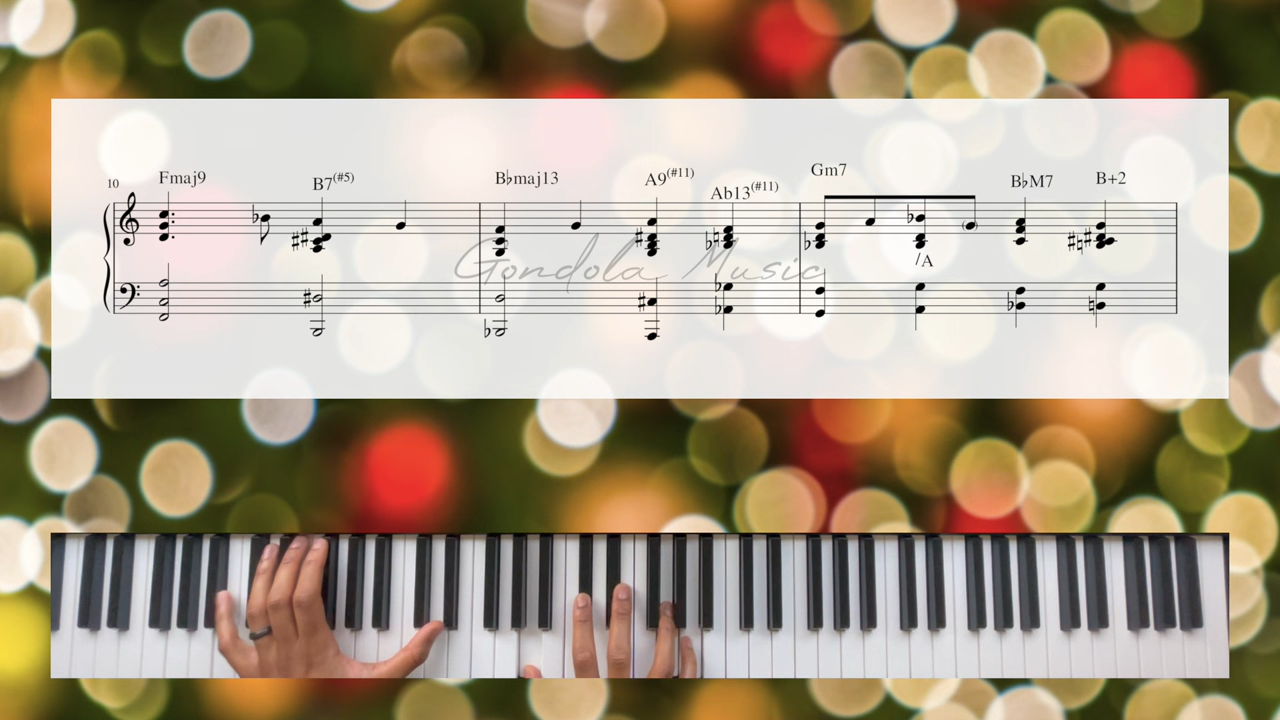 10
Fmaj9
B7(#5)
B♭maj13
A9(#11)
Ab13(#11)
Gm7
/A
B♭M7
B+2
Gondola Music